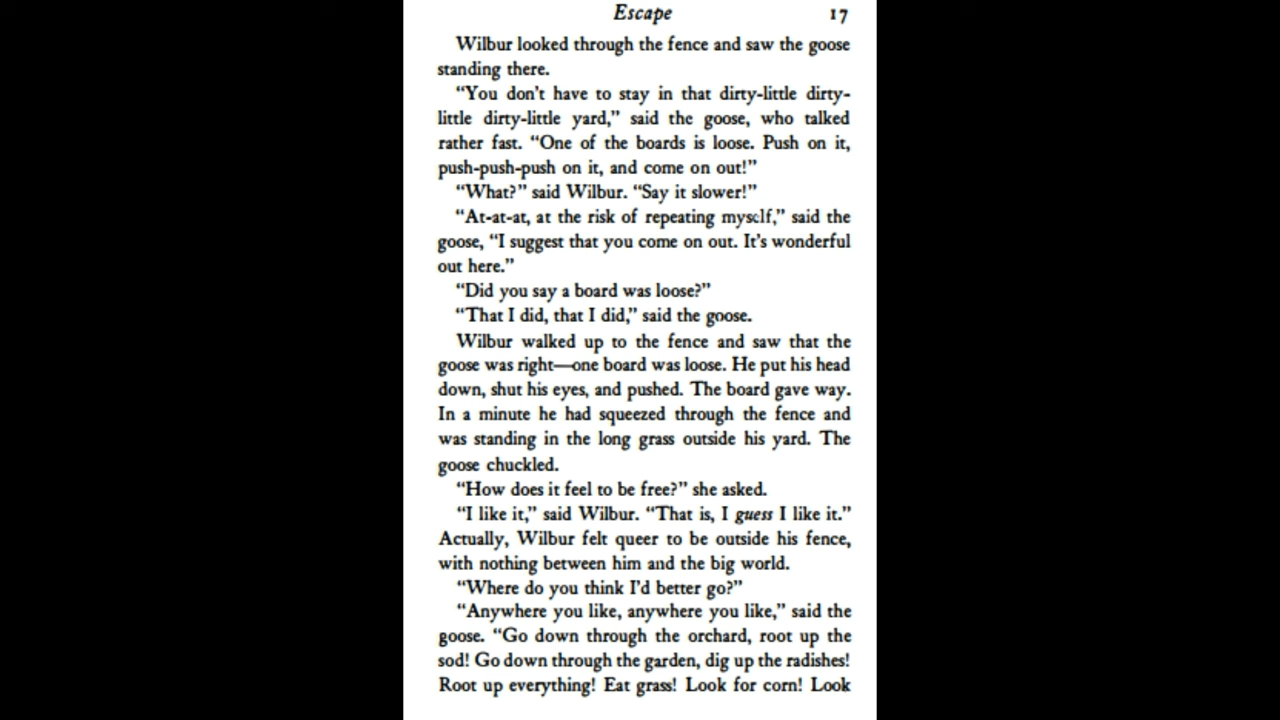 Escape 17
Wilbur looked through the fence and saw the goose
standing there.
“You don’t have to stay in that dirty-little dirty-
little dirty-little yard,” said the goose, who talked
rather fast. “One of the boards is loose. Push on it,
push-push-push on it, and come on out!”
“What?” said Wilbur. “Say it slower!”
“At-at-at, at the risk of repeating myself,” said the
goose, “I suggest that you come on out. It’s wonderful
out here.”
“Did you say a board was loose?”
“That I did, that I did,” said the goose.
Wilbur walked up to the fence and saw that the
goose was right—one board was loose. He put his head
down, shut his eyes, and pushed. The board gave way.
In a minute he had squeezed through the fence and
was standing in the long grass outside his yard. The
goose chuckled.
“How does it feel to be free?” she asked.
“I like it,” said Wilbur. “That is, I guess I like it.”
Actually, Wilbur felt queer to be outside his fence,
with nothing between him and the big world.
“Where do you think I’d better go?”
“Anywhere you like, anywhere you like,” said the
goose. “Go down through the orchard, root up the
sod! Go down through the garden, dig up the radishes!
Root up everything! Eat grass! Look for corn! Look